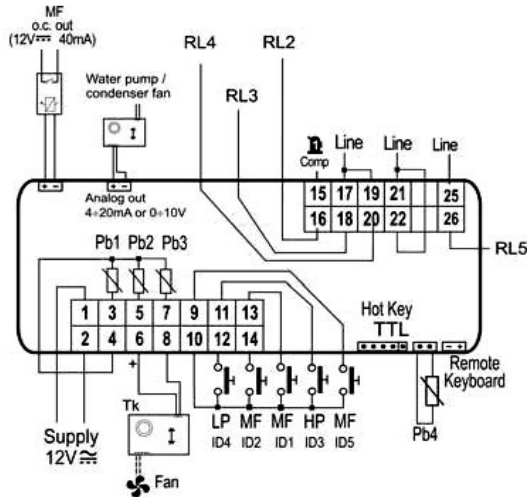 MF
o.c. out
(12V⎓ 40mA)
Water pump /
condenser fan
RL4
RL2
RL3
Comp
Line
Line
Line
Analog out
4÷20mA or 0÷10V
15 17 19 21 25
16 18 20 22 26
RL5
Pb1 Pb2 Pb3
1 3 5 7 9 11 13
2 4 6 8 10 12 14
Hot Key
TTL
Remote
Keyboard
Pb4
LP MF MF HP MF
ID4 ID2 ID1 ID3 ID5
Tk
Supply
12V
Fan